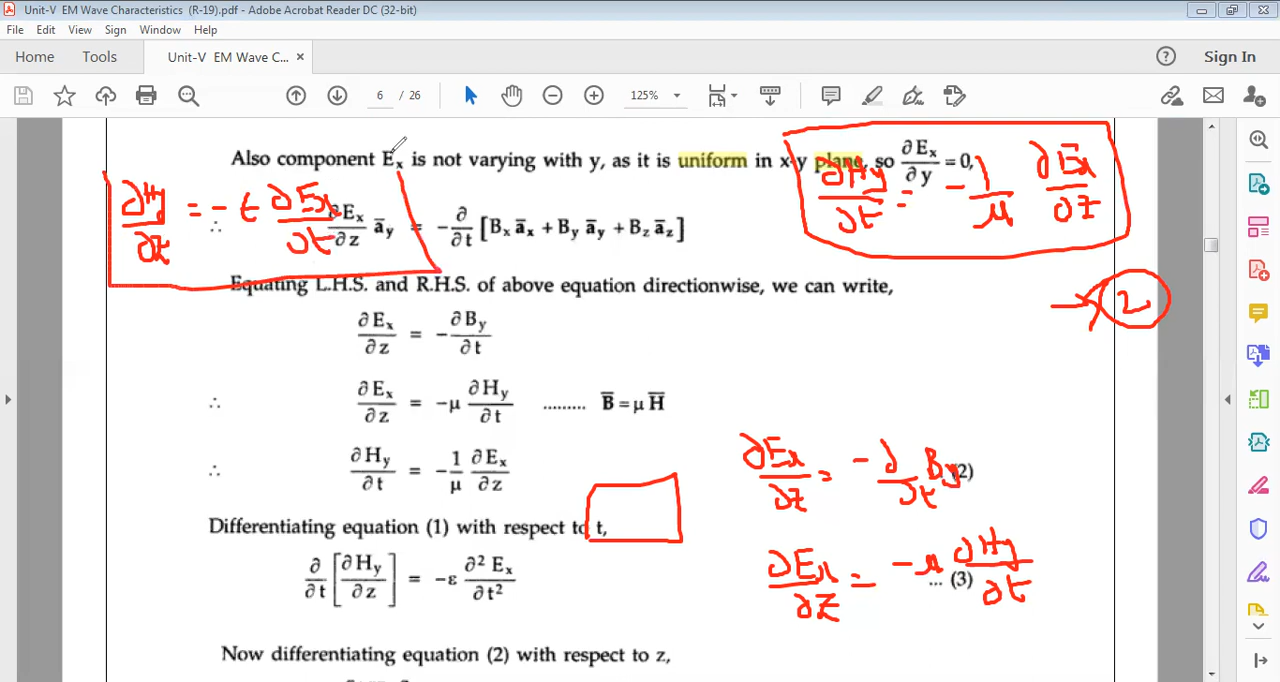 Unit-V EM Wave Characteristics (R-19).pdf - Adobe Acrobat Reader DC (32-bit)
File Edit View Sign Window Help
Home Tools Unit-V EM Wave C... × Sign In
6 / 26 125%
Also component Eₓ is not varying with y, as it is uniform in x-y plane, so ∂Eₓ/∂y = 0,
∂Hy/∂t = -1/μ ∂Ex/∂z
∂Hy/∂z = -ε ∂Ex/∂t
∴ ∂Eₓ/∂z āy = -∂/∂t [Bₓ āₓ + By āy + Bz āz]
Equating L.H.S. and R.H.S. of above equation directionwise, we can write,
→ 2
∂Eₓ/∂z = -∂By/∂t
∴ ∂Eₓ/∂z = -μ ∂Hy/∂t ......... B̄ = μ H̄
∴ ∂Hy/∂t = -1/μ ∂Eₓ/∂z (2)
∂Ex/∂z = -∂/∂t By
Differentiating equation (1) with respect to t,
∂/∂t [∂Hy/∂z] = -ε ∂² Eₓ/∂t² ... (3)
∂Ex/∂z = -μ ∂Hy/∂t
Now differentiating equation (2) with respect to z,